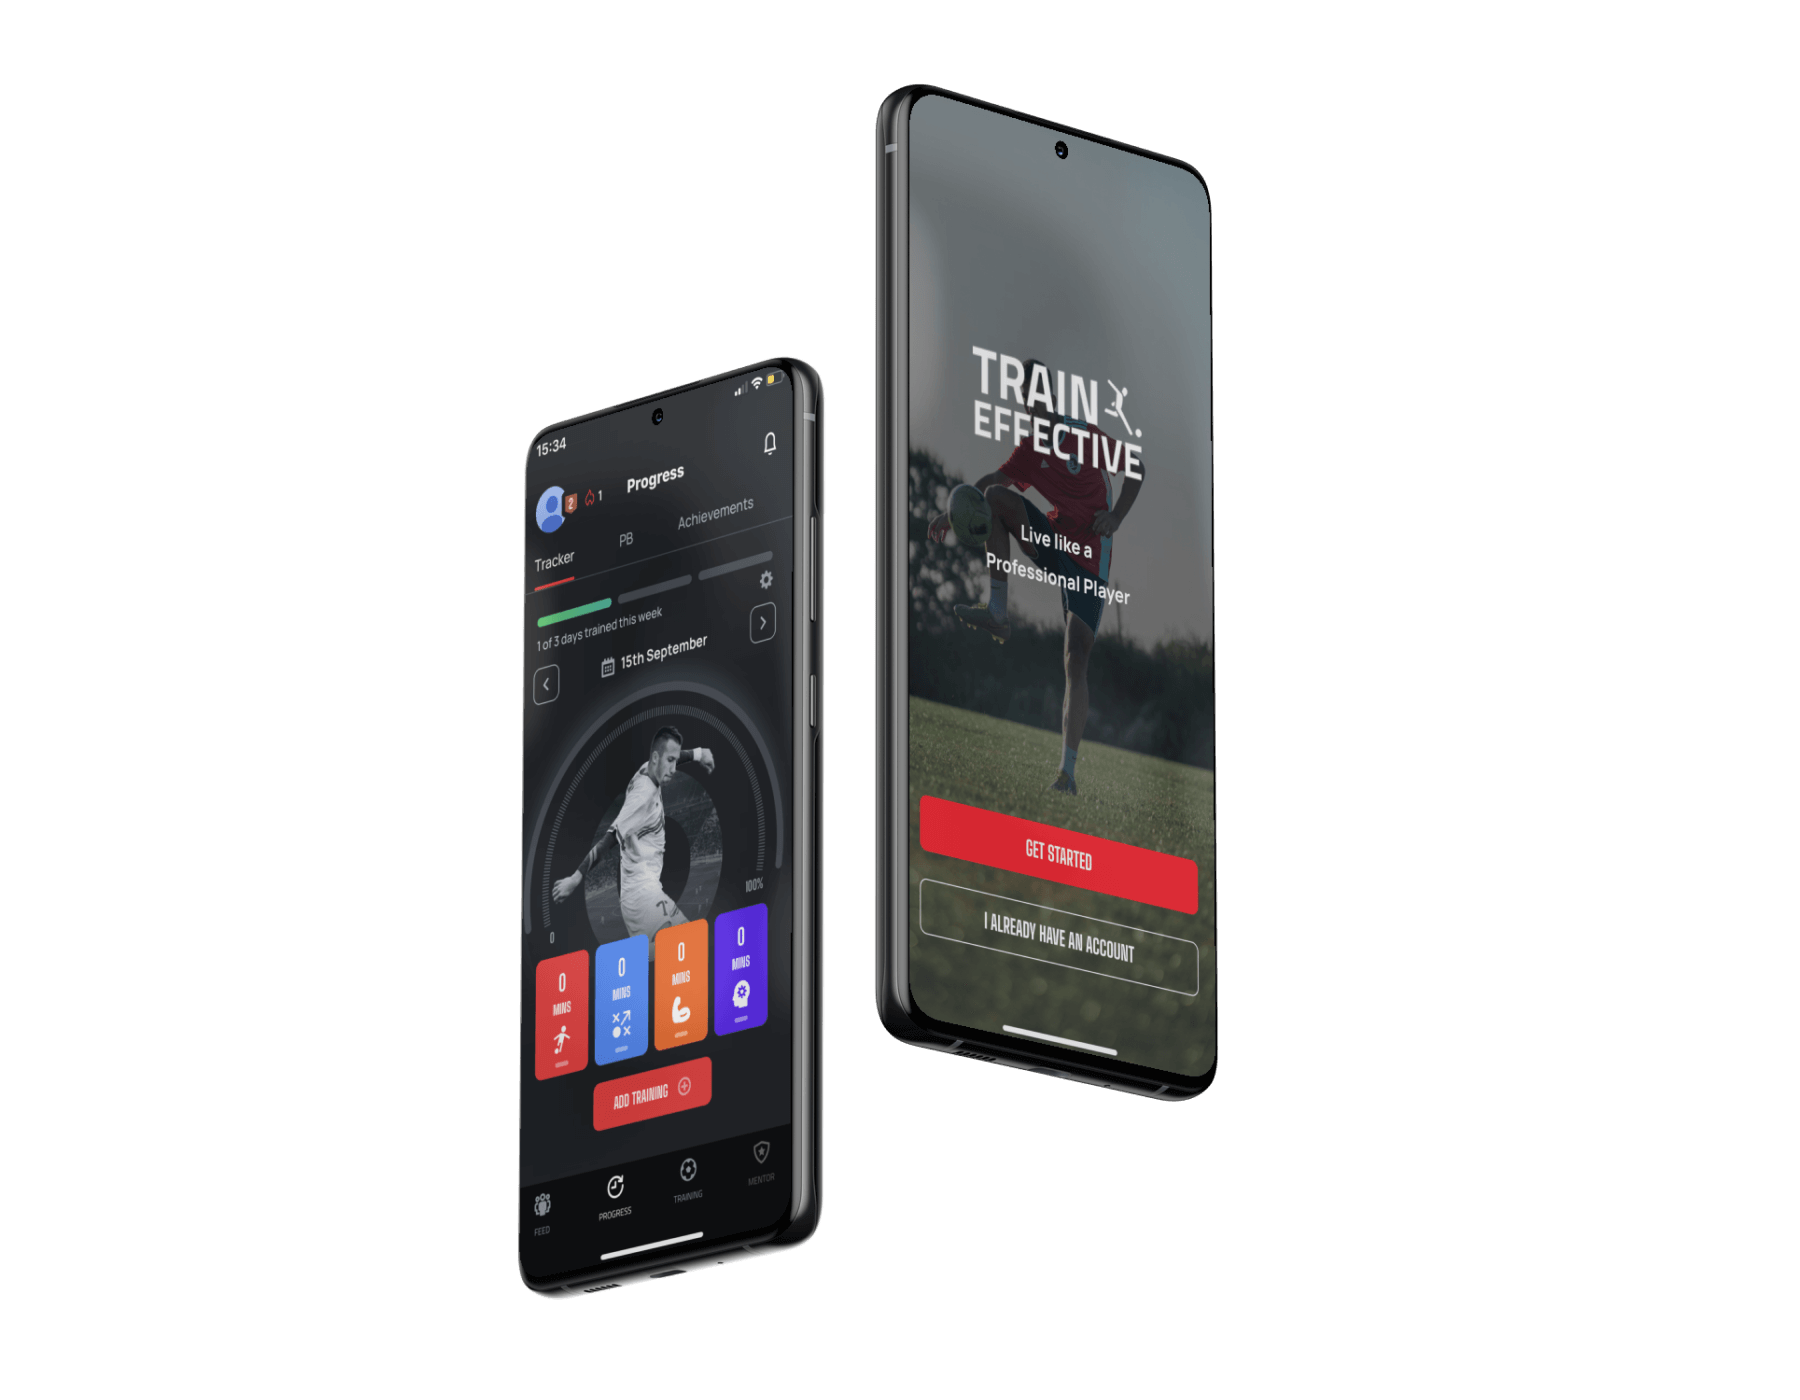 15:34
2
1
Progress
Tracker
PB
Achievements
1 of 3 days trained this week
15th September
0
100%
0
MINS
0
MINS
0
MINS
0
MINS
ADD TRAINING
FEED
PROGRESS
TRAINING
MENTOR
TRAIN
EFFECTIVE
Live like a
Professional Player
GET STARTED
I ALREADY HAVE AN ACCOUNT